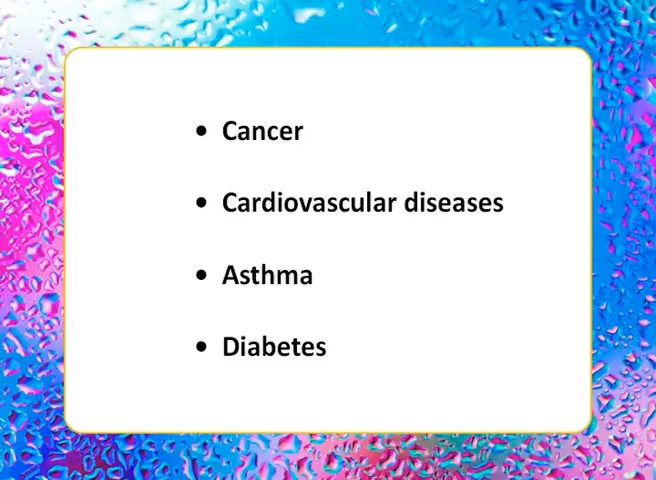 • Cancer
• Cardiovascular diseases
• Asthma
• Diabetes